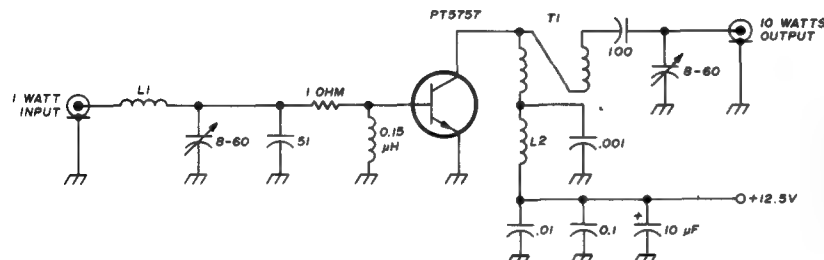 PT5757
T1
10 WATTS
OUTPUT
100
8-60
1 WATT
INPUT
L1
1 OHM
8-60
51
0.15
μH
L2
.001
+12.5V
.01
0.1
+
10 μF